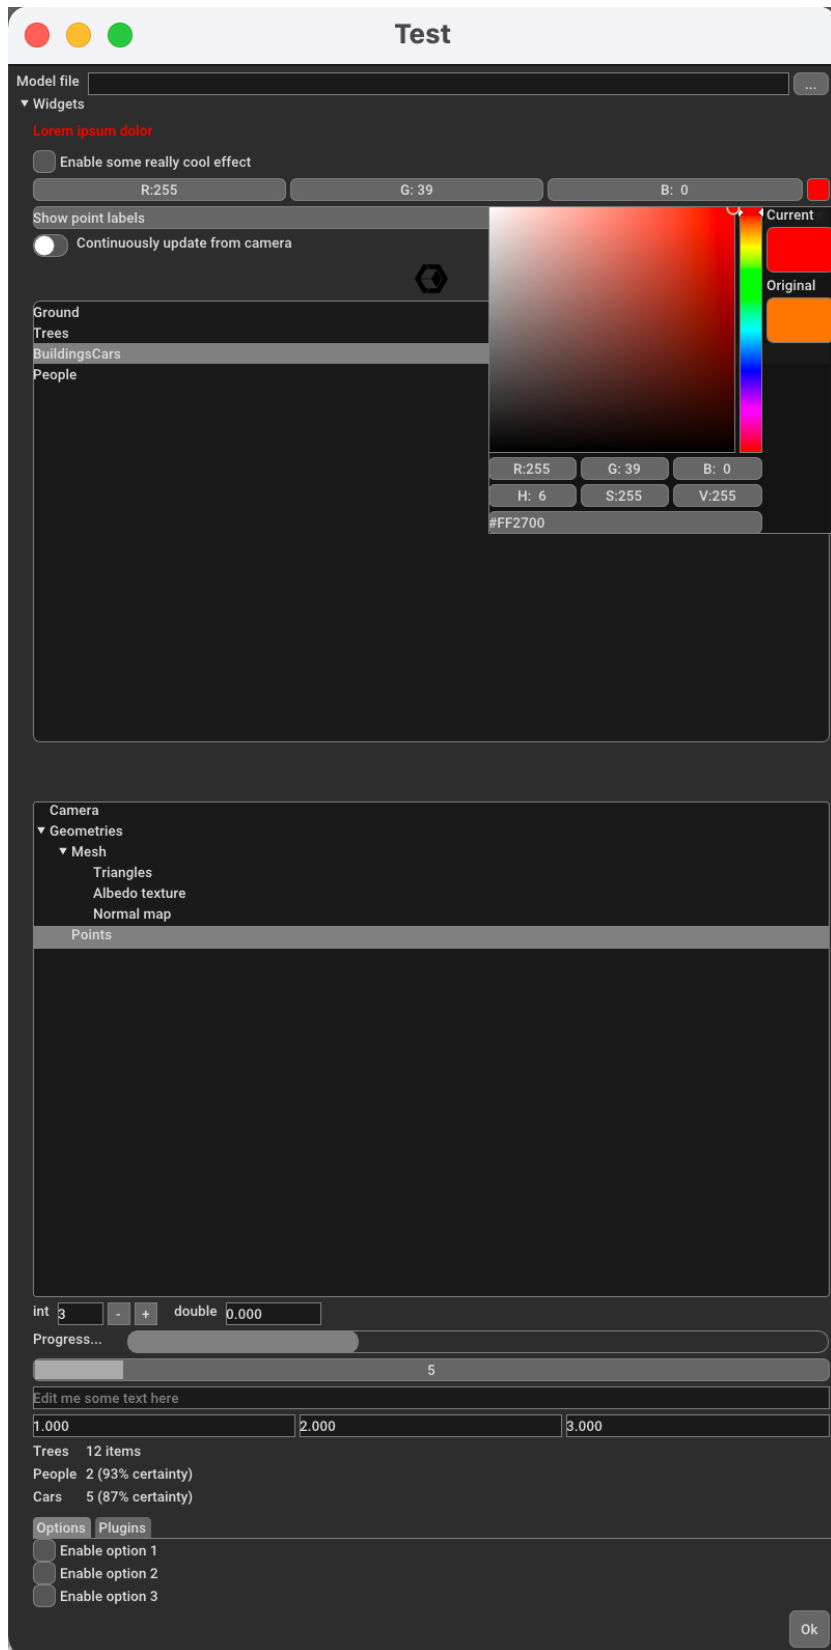 Test
Model file ...
Widgets
Lorem ipsum dolor
Enable some really cool effect
R:255 G: 39 B: 0
Show point labels
Current
Continuously update from camera
Original
Ground
Trees
BuildingsCars
People
R:255 G: 39 B: 0
H: 6 S:255 V:255
#FF2700
Camera
Geometries
Mesh
Triangles
Albedo texture
Normal map
Points
int 3 - + double 0.000
Progress...
5
Edit me some text here
1.000 2.000 3.000
Trees 12 items
People 2 (93% certainty)
Cars 5 (87% certainty)
Options Plugins
Enable option 1
Enable option 2
Enable option 3
Ok